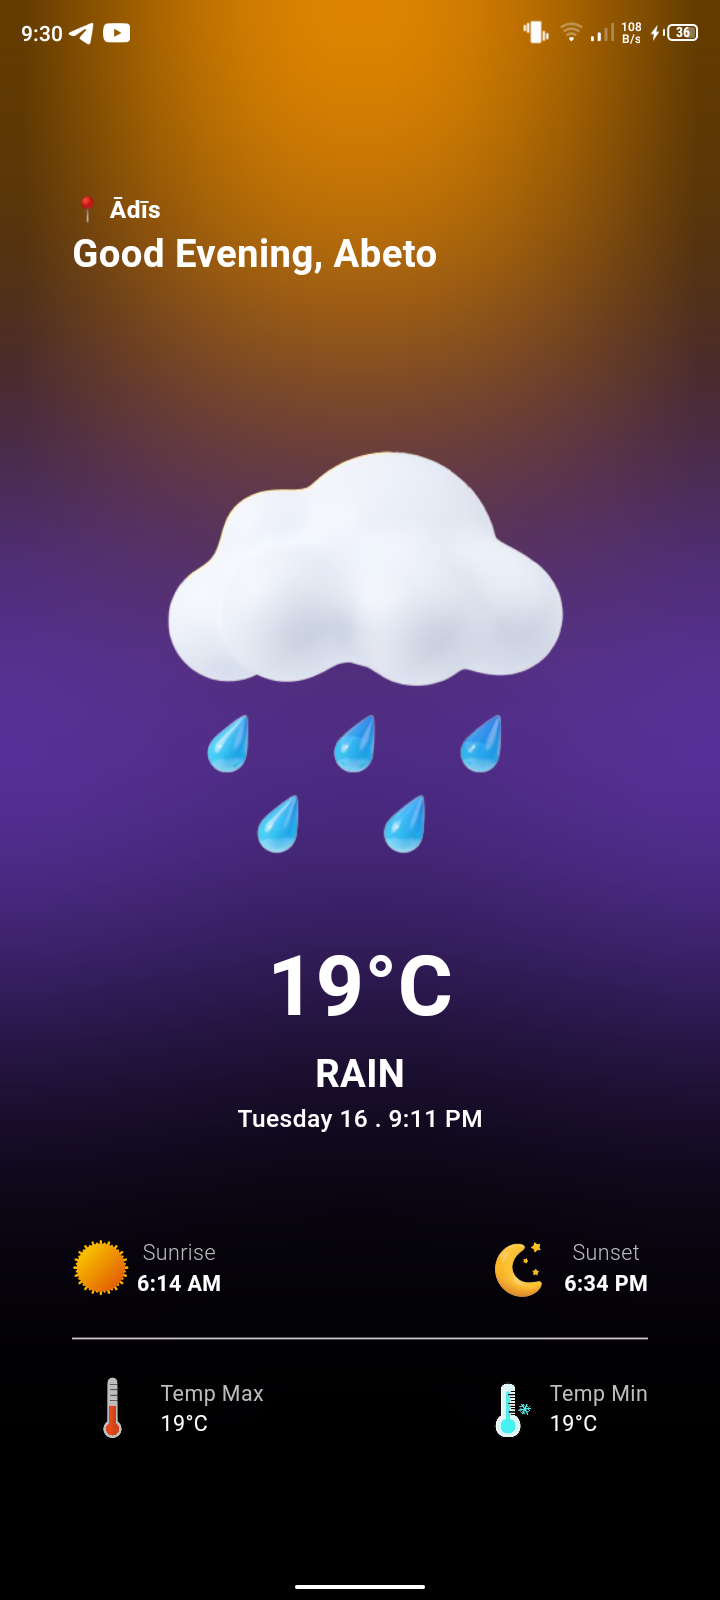 9:30
108
B/s
36
Ādīs
Good Evening, Abeto
19°C
RAIN
Tuesday 16 . 9:11 PM
Sunrise
6:14 AM
Sunset
6:34 PM
Temp Max
19°C
Temp Min
19°C